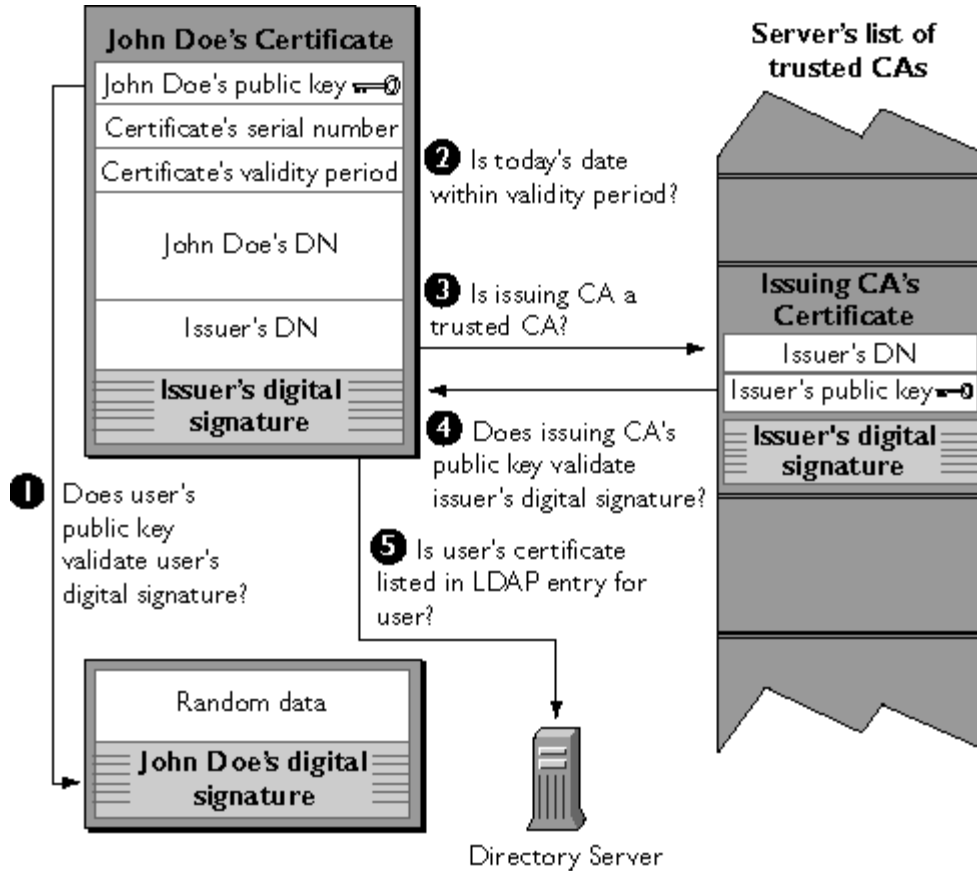 John Doe's Certificate
John Doe's public key
Certificate's serial number
Certificate's validity period
John Doe's DN
Issuer's DN
Issuer's digital
signature
2 Is today's date
within validity period?
3 Is issuing CA a
trusted CA?
4 Does issuing CA's
public key validate
issuer's digital signature?
Server's list of
trusted CAs
Issuing CA's
Certificate
Issuer's DN
Issuer's public key
Issuer's digital
signature
1 Does user's
public key
validate user's
digital signature?
5 Is user's certificate
listed in LDAP entry for
user?
Random data
John Doe's digital
signature
Directory Server